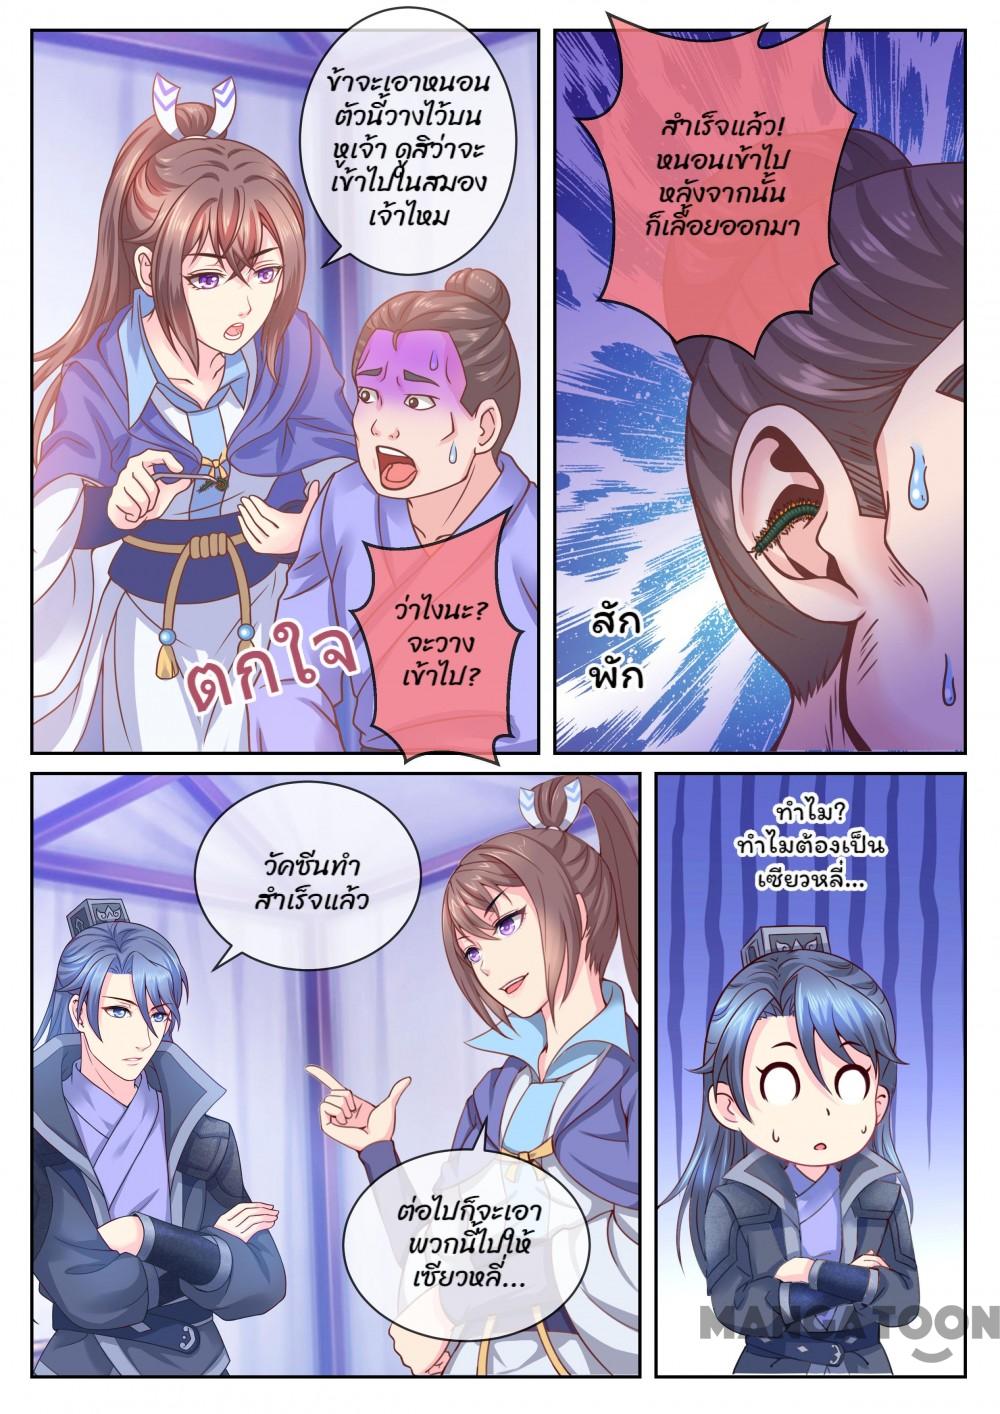 ข้าจะเอาหนอน
ตัวนี้วางไว้บน
หูเจ้า ดูสิว่าจะ
เข้าไปในสมอง
เจ้าไหม
ว่าไงนะ?
จะวาง
เข้าไป?
ตกใจ
สำเร็จแล้ว!
หนอนเข้าไป
หลังจากนั้น
ก็เลื้อยออกมา
สัก
พัก
วัคซีนทำ
สำเร็จแล้ว
ต่อไปก็จะเอา
พวกนี้ไปให้
เซียวหลี่...
ทำไม?
ทำไมต้องเป็น
เซียวหลี่...
MANGATOON